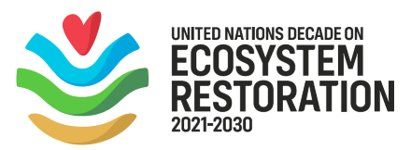 UNITED NATIONS DECADE ON
ECOSYSTEM
RESTORATION
2021-2030